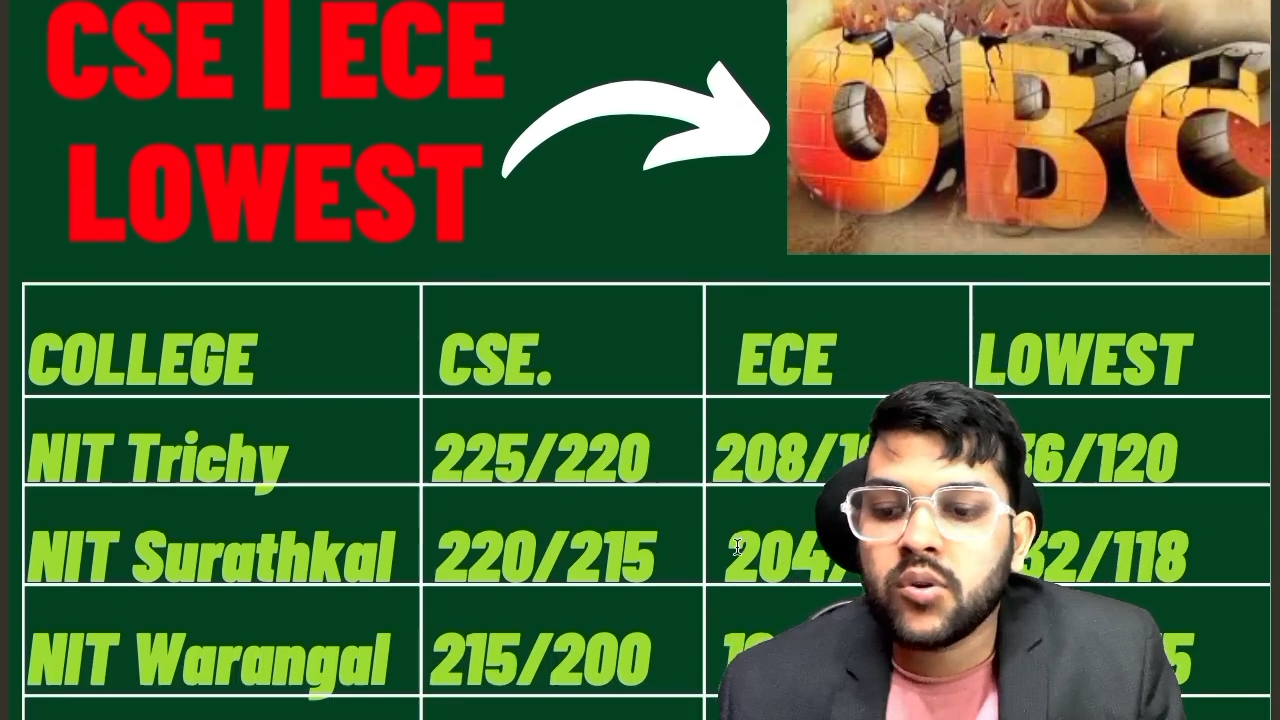 CSE | ECE
LOWEST
OBC
COLLEGE CSE. ECE LOWEST
NIT Trichy 225/220
NIT Surathkal 220/215
NIT Warangal 215/200